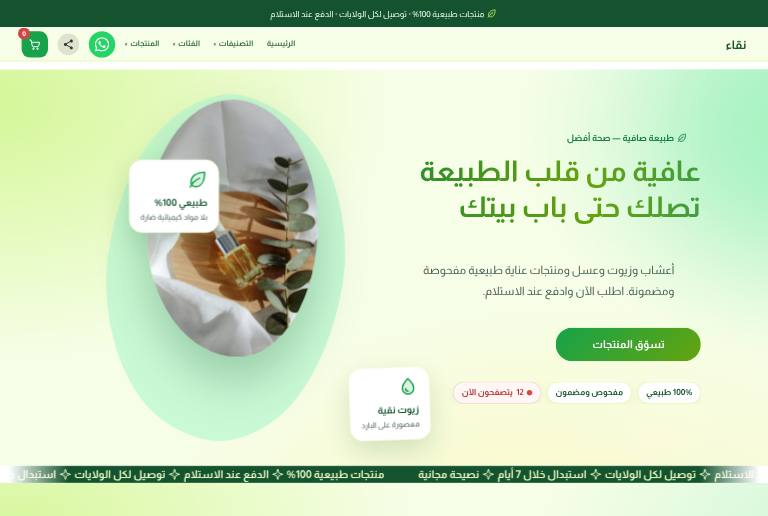 منتجات طبيعية 100% · توصيل لكل الولايات · الدفع عند الاستلام
نقاء
الرئيسية
التصنيفات
الفئات
المنتجات
0
طبيعة صافية — صحة أفضل
عافية من قلب الطبيعة
تصلك حتى باب بيتك
أعشاب وزيوت وعسل ومنتجات عناية طبيعية مفحوصة
ومضمونة. اطلب الآن وادفع عند الاستلام.
تسوّق المنتجات
100% طبيعي
مفحوص ومضمون
12 يتصفحون الآن
طبيعي 100%
بلا مواد كيميائية ضارة
زيوت نقية
معصورة على البارد
الاستلام ✧ توصيل لكل الولايات ✧ استبدال خلال 7 أيام ✧ نصيحة مجانية
منتجات طبيعية 100% ✧ الدفع عند الاستلام ✧ توصيل لكل الولايات ✧ استبدال